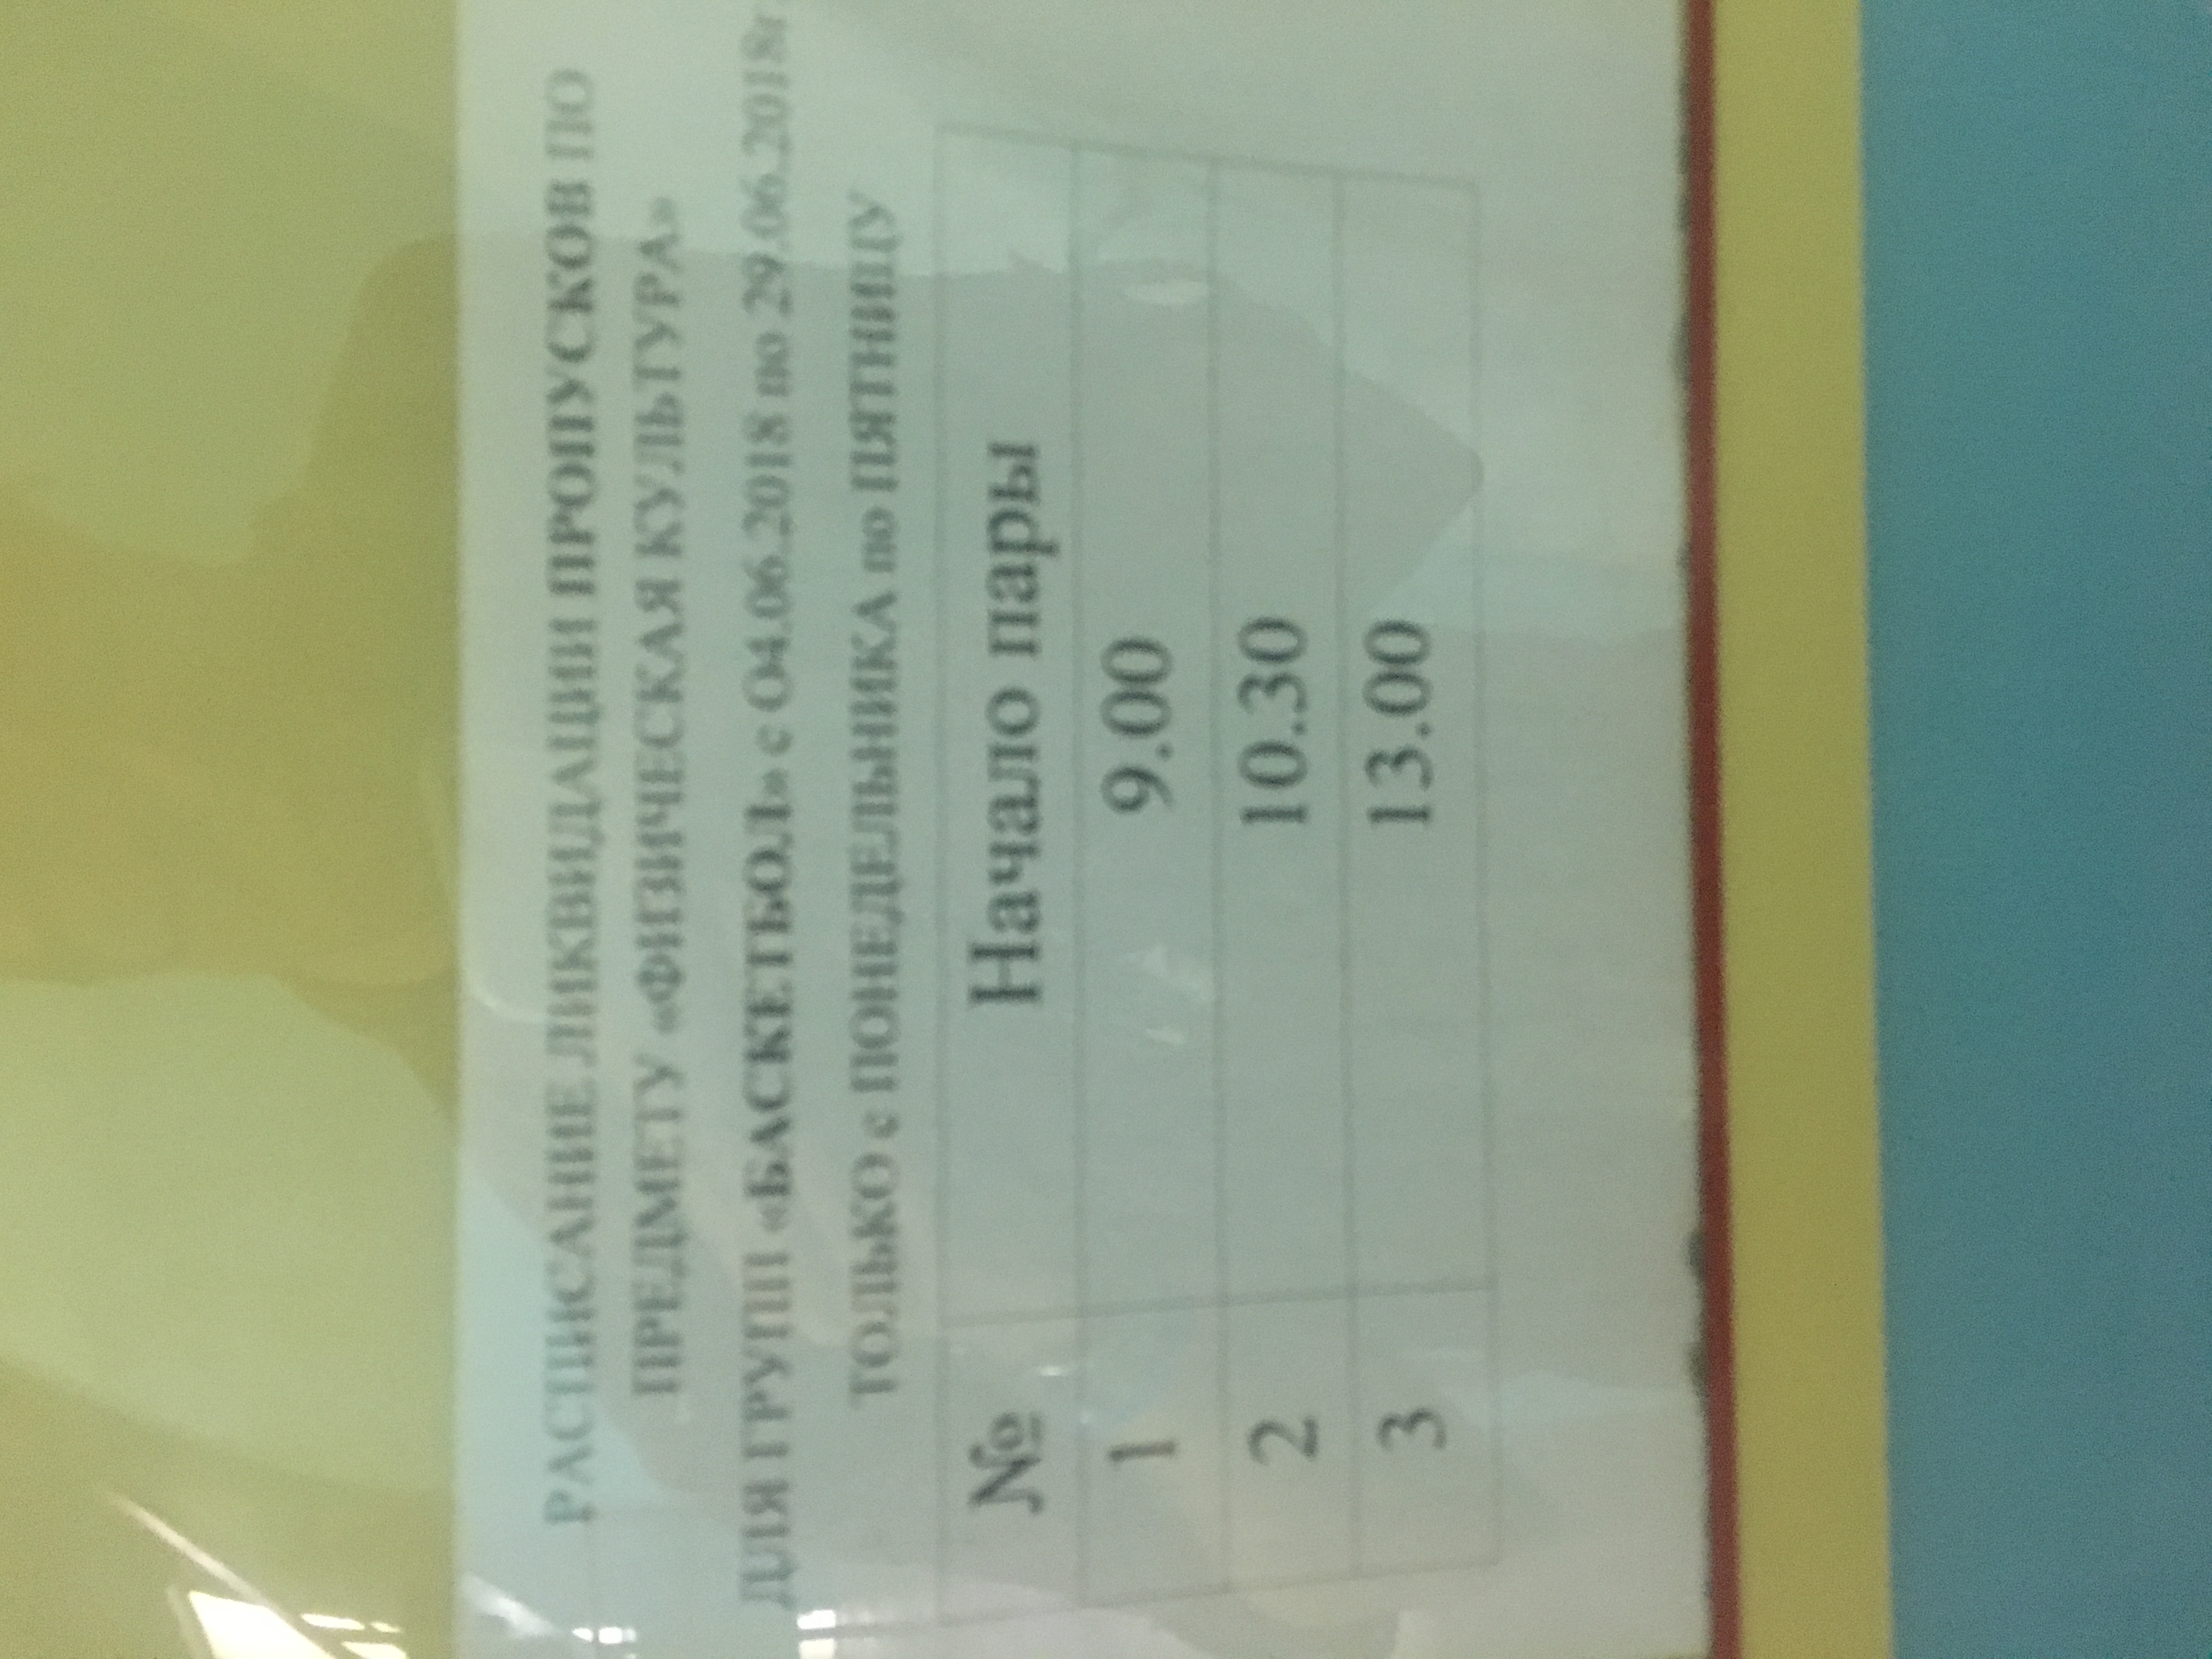 РАСПИСАНИЕ ЛИКВИДАЦИИ ПРОПУСКОВ ПО
ПРЕДМЕТУ «ФИЗИЧЕСКАЯ КУЛЬТУРА»
ДЛЯ ГРУПП «БАСКЕТБОЛ» с О4.06.2018 по 29.06.2018г
ТОЛЬКО с ПОНЕДЕЛЬНИКА по ПЯТНИЦУ
№ Начало пары
1 9.00
2 10.30
3 13.00